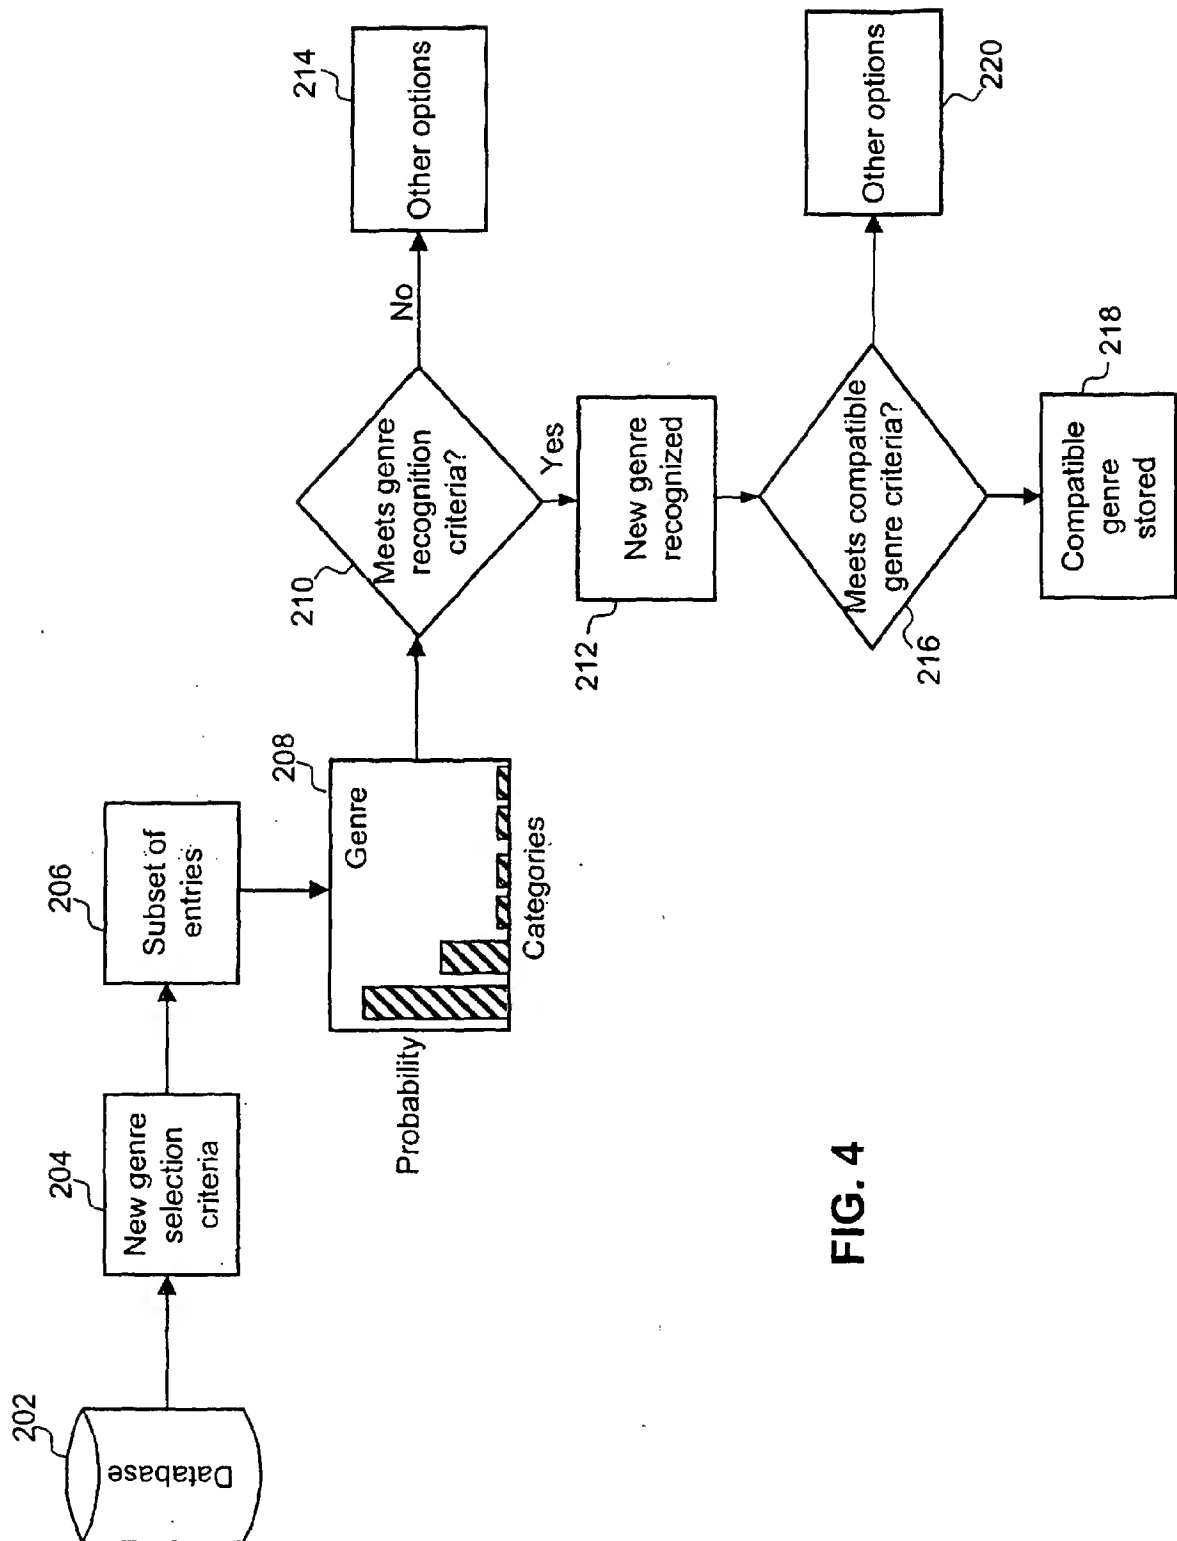 202
Database
204
New genre
selection
criteria
206
Subset of
entries
208
Genre
Probability
Categories
210
Meets genre
recognition
criteria?
No
214
Other options
Yes
212
New genre
recognized
Meets compatible
genre criteria?
216
Other options
220
218
Compatible
genre
stored
FIG. 4